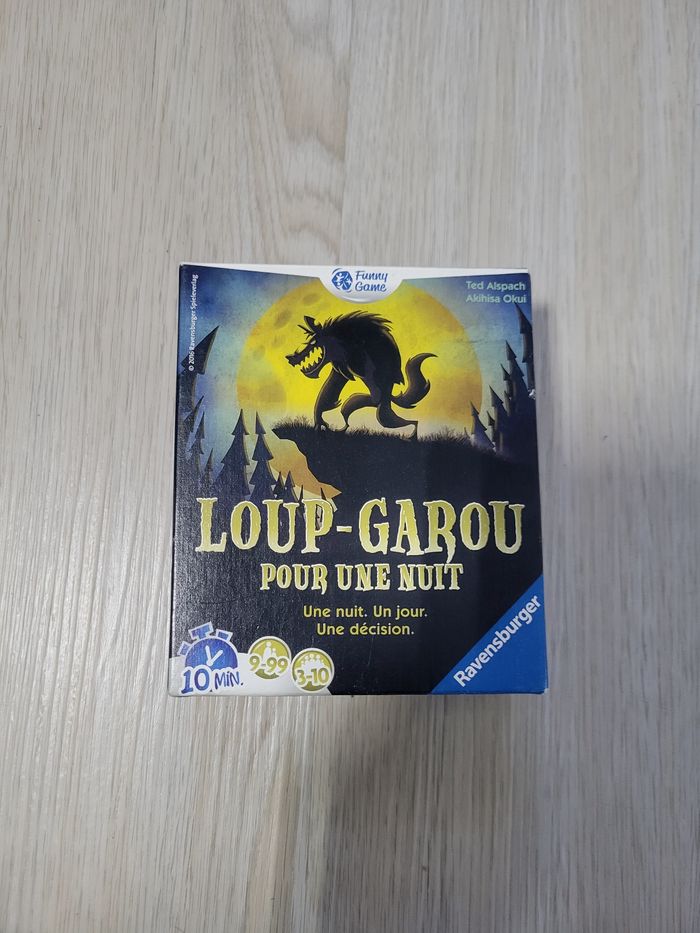 Funny
Game
Ted Alspach
Akihisa Okui
© 2016 Ravensburger Spieleverlag
LOUP-GAROU
POUR UNE NUIT
Une nuit. Un jour.
Une décision.
10 MIN.
9-99
3-10
Ravensburger